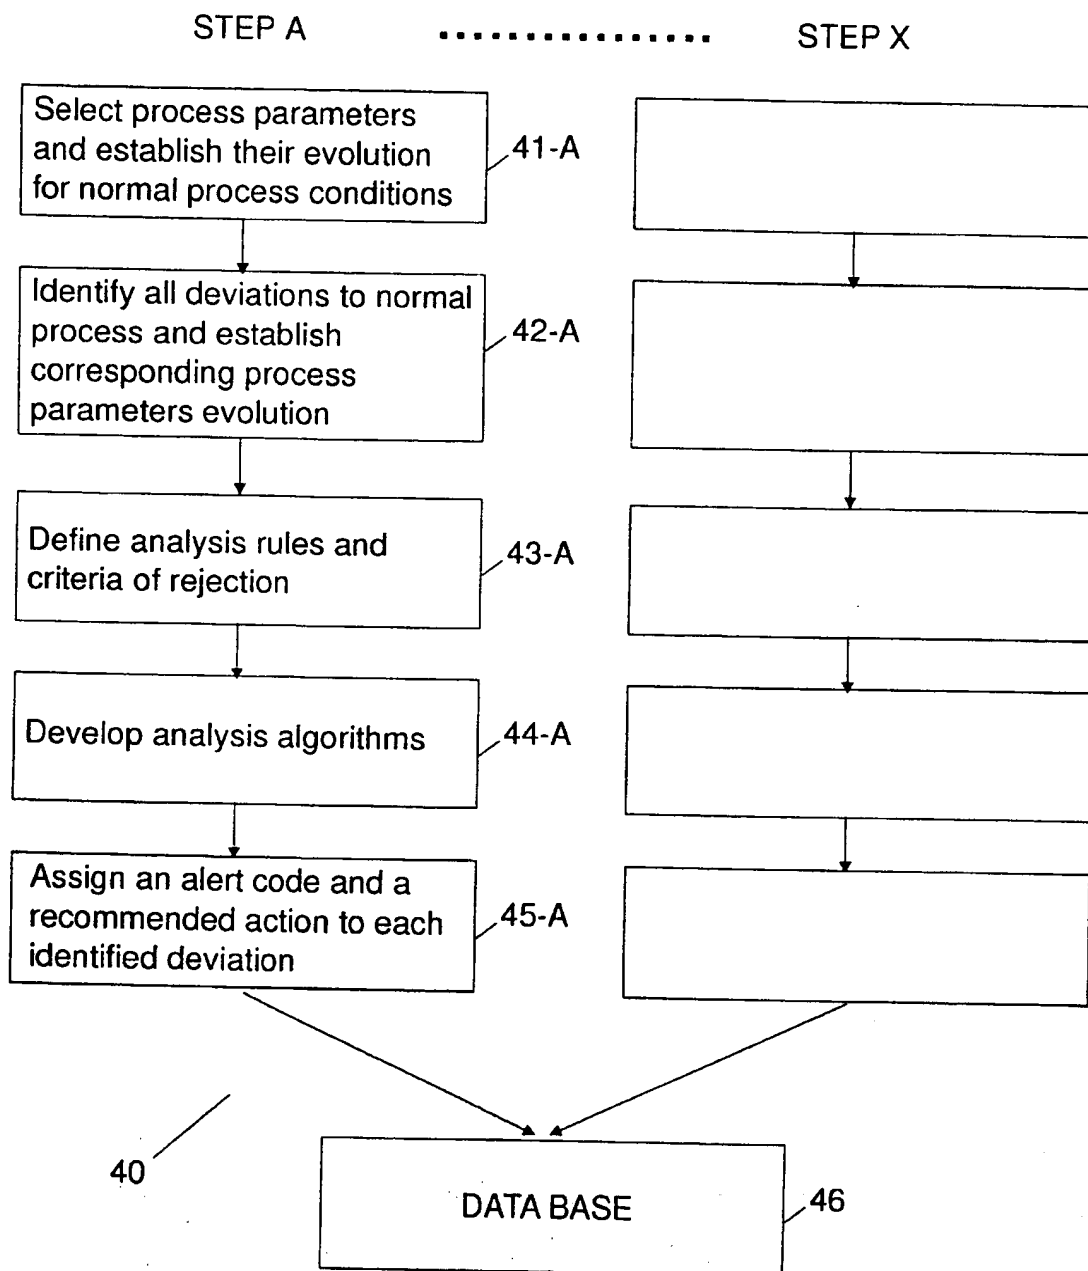 STEP A ............... STEP X
Select process parameters
and establish their evolution
for normal process conditions
41-A
Identify all deviations to normal
process and establish
corresponding process
parameters evolution
42-A
Define analysis rules and
criteria of rejection
43-A
Develop analysis algorithms
44-A
Assign an alert code and a
recommended action to each
identified deviation
45-A
40
DATA BASE
46